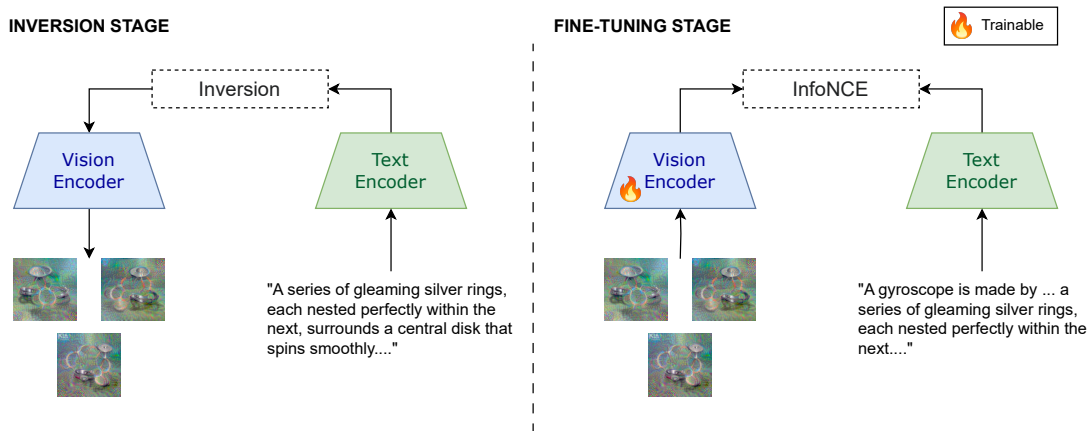 INVERSION STAGE
Inversion
Vision
Encoder
Text
Encoder
"A series of gleaming silver rings,
each nested perfectly within the
next, surrounds a central disk that
spins smoothly...."
FINE-TUNING STAGE
Trainable
InfoNCE
Vision
Encoder
Text
Encoder
"A gyroscope is made by ... a
series of gleaming silver rings,
each nested perfectly within the
next...."